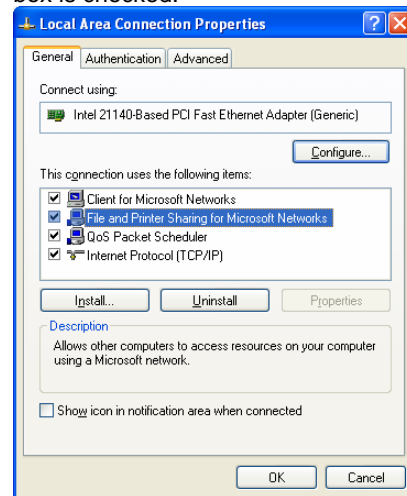 box is checked.
Local Area Connection Properties
General Authentication Advanced
Connect using:
Intel 21140-Based PCI Fast Ethernet Adapter (Generic)
Configure...
This connection uses the following items:
Client for Microsoft Networks
File and Printer Sharing for Microsoft Networks
QoS Packet Scheduler
Internet Protocol (TCP/IP)
Install... Uninstall Properties
Description
Allows other computers to access resources on your computer
using a Microsoft network.
Show icon in notification area when connected
OK Cancel